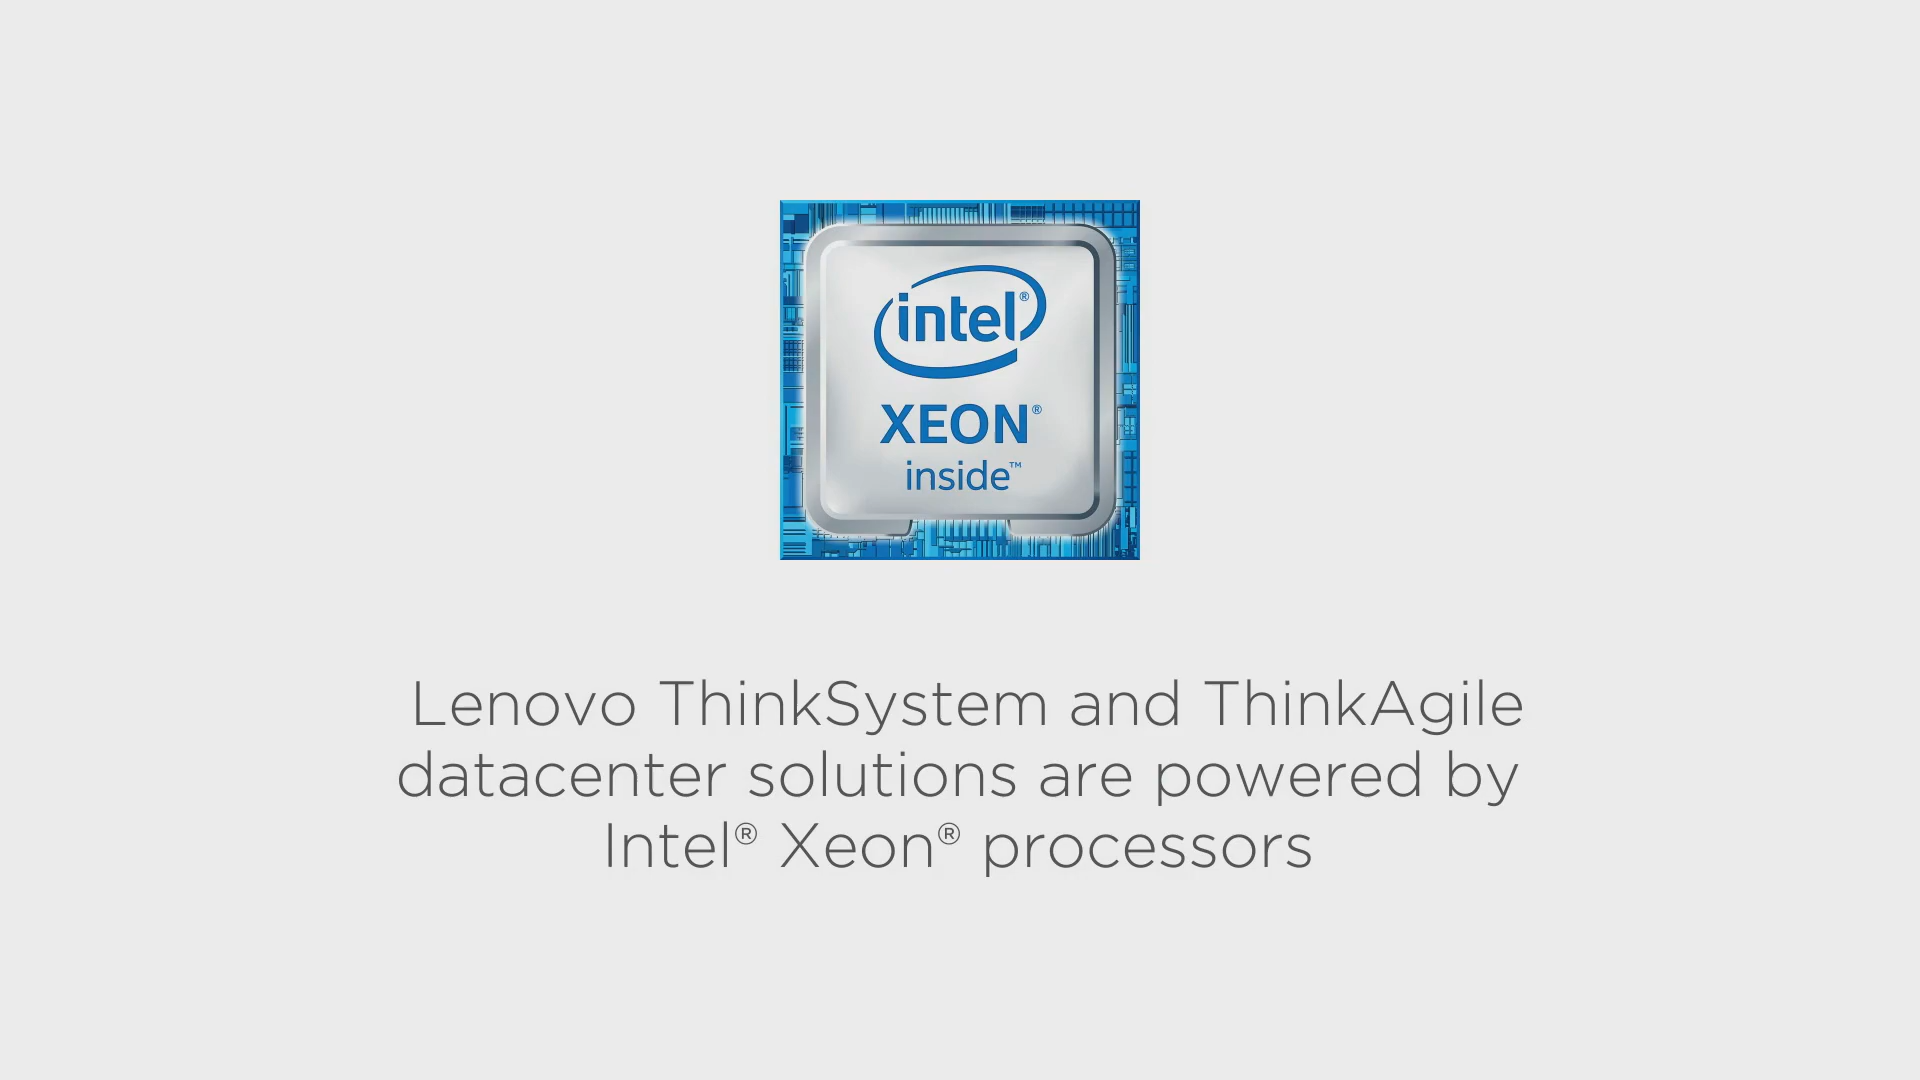 intel®
XEON®
inside™
Lenovo ThinkSystem and ThinkAgile
datacenter solutions are powered by
Intel® Xeon® processors